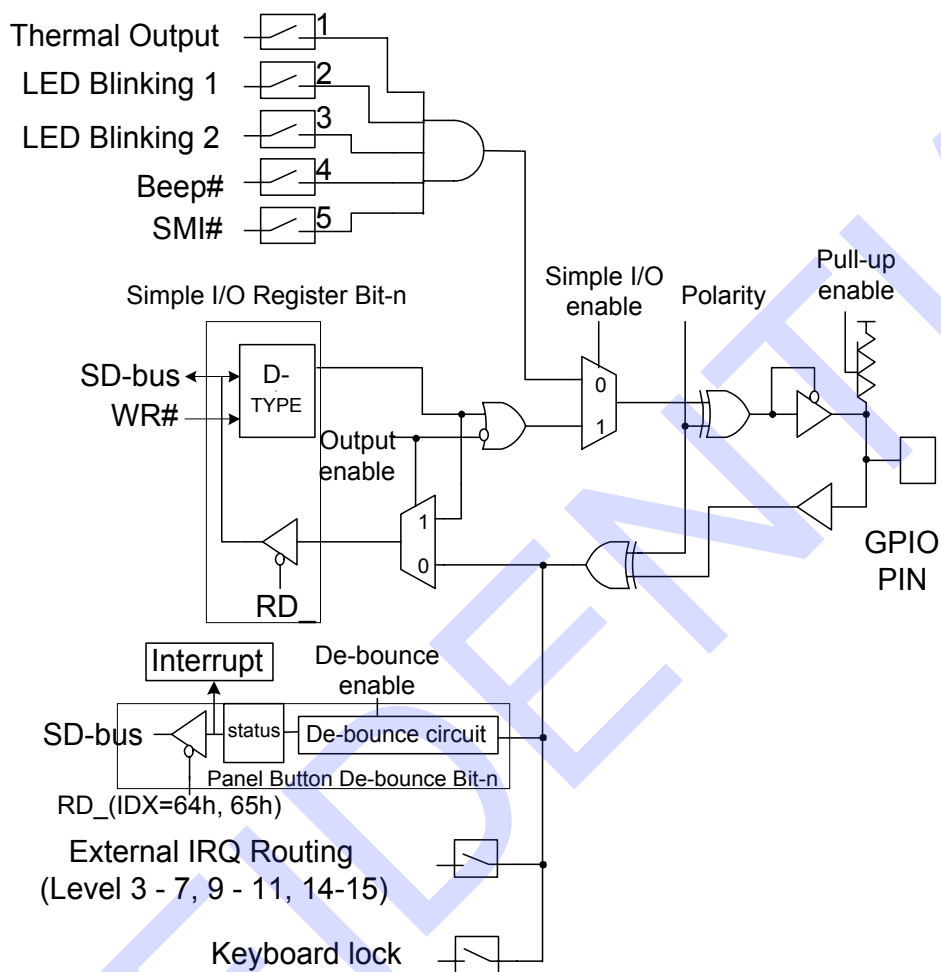 Thermal Output
1
LED Blinking 1
2
LED Blinking 2
3
Beep#
4
SMI#
5
Simple I/O
enable
Polarity
Pull-up
enable
Simple I/O Register Bit-n
SD-bus
WR#
D-
TYPE
0
1
Output
enable
1
0
RD_
GPIO
PIN
Interrupt
De-bounce
enable
SD-bus
status
De-bounce circuit
Panel Button De-bounce Bit-n
RD_(IDX=64h, 65h)
External IRQ Routing
(Level 3 - 7, 9 - 11, 14-15)
Keyboard lock